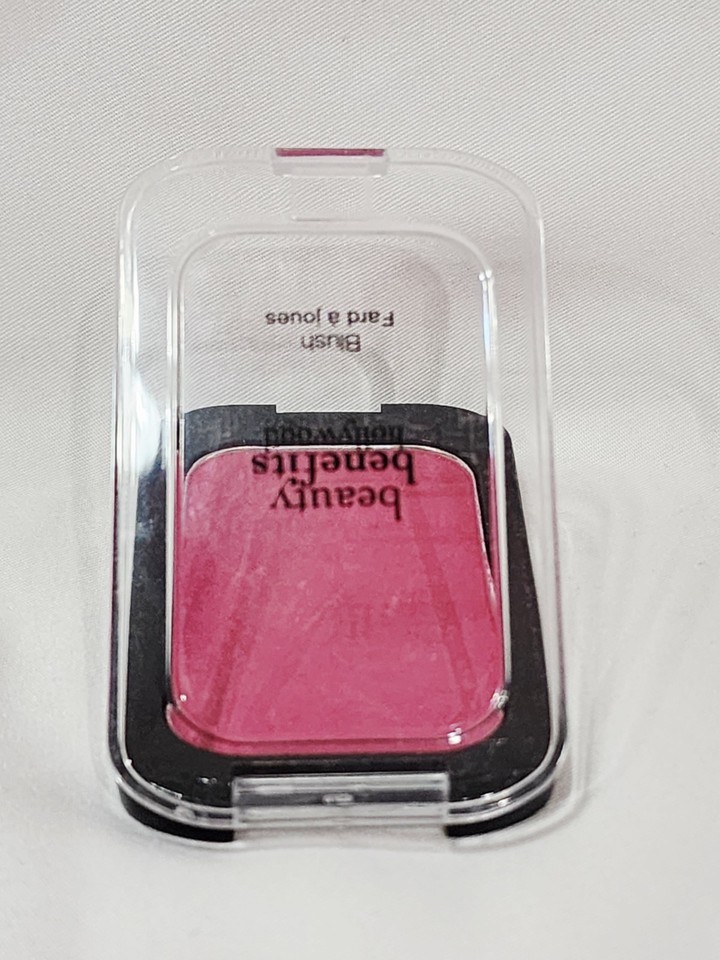 beauty
benefits
hollywood
Blush
Fard à joues